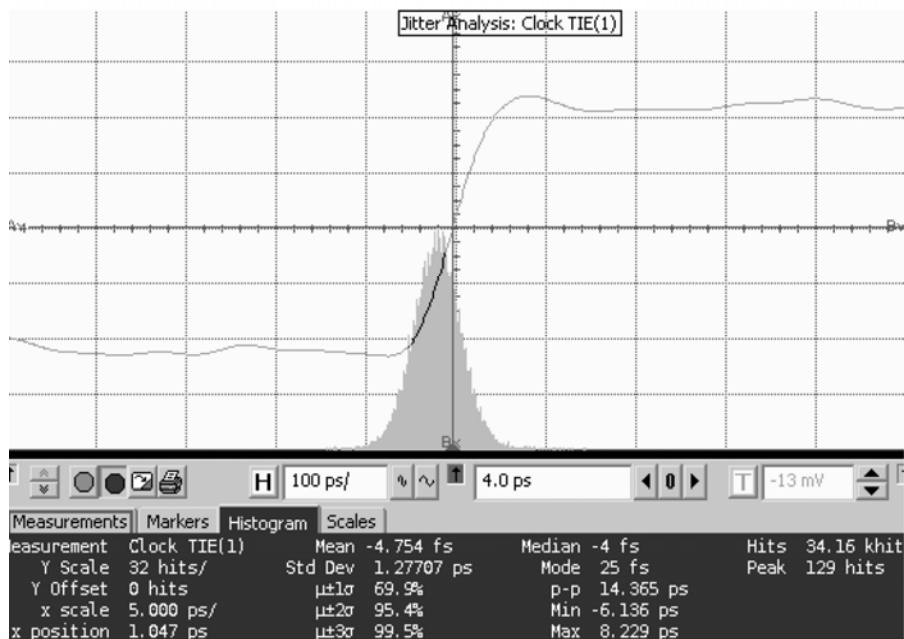 Jitter Analysis: Clock TIE(1)
Bx
H 100 ps/ 4.0 ps 0 T -13 mV
Measurements Markers Histogram Scales
easurement Clock TIE(1) Mean -4.754 fs Median -4 fs Hits 34.16 khit
Y Scale 32 hits/ Std Dev 1.27707 ps Mode 25 fs Peak 129 hits
Y Offset 0 hits µ±1σ 69.9% p-p 14.365 ps
x scale 5.000 ps/ µ±2σ 95.4% Min -6.136 ps
x position 1.047 ps µ±3σ 99.5% Max 8.229 ps